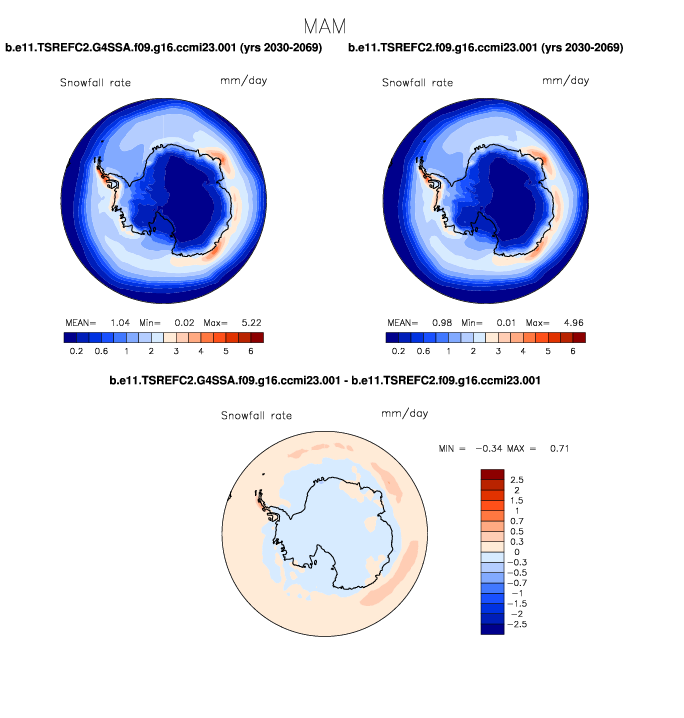 MAM
b.e11.TSREFC2.G4SSA.f09.g16.ccmi23.001 (yrs 2030-2069) b.e11.TSREFC2.f09.g16.ccmi23.001 (yrs 2030-2069)
Snowfall rate mm/day Snowfall rate mm/day
MEAN= 1.04 Min= 0.02 Max= 5.22 MEAN= 0.98 Min= 0.01 Max= 4.96
0.2 0.6 1 2 3 4 5 6 0.2 0.6 1 2 3 4 5 6
b.e11.TSREFC2.G4SSA.f09.g16.ccmi23.001 - b.e11.TSREFC2.f09.g16.ccmi23.001
Snowfall rate mm/day
MIN = -0.34 MAX = 0.71
2.5
2
1.5
1
0.7
0.5
0.3
0
-0.3
-0.5
-0.7
-1
-1.5
-2
-2.5